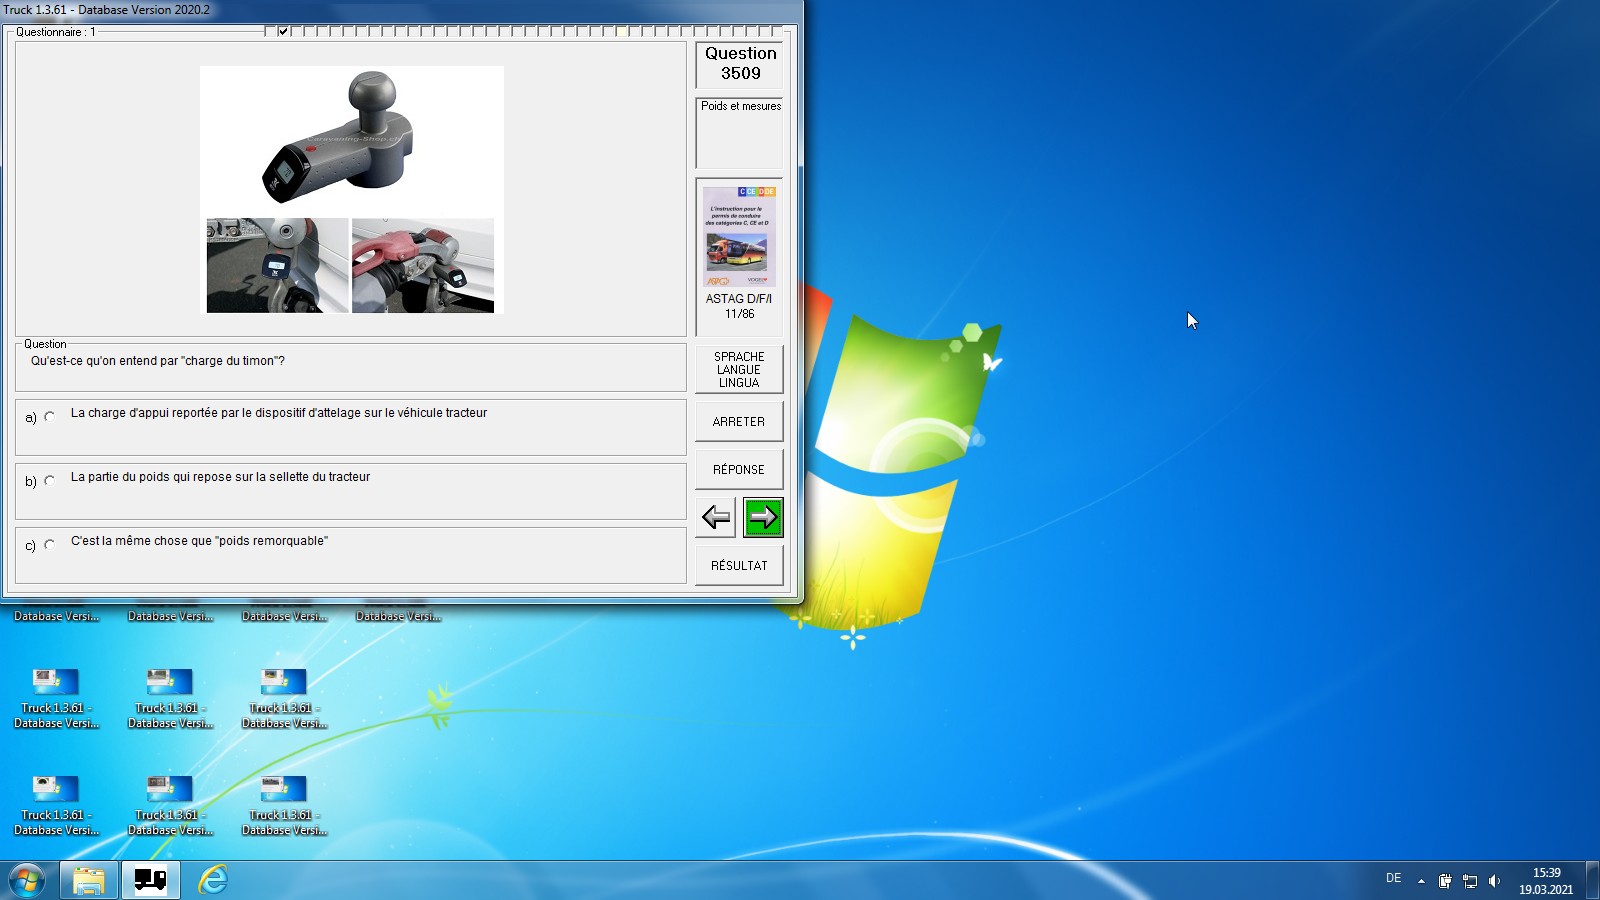 Truck 1.3.61 - Database Version 2020.2
Questionnaire : 1
Question
3509
Poids et mesures
Caravaning-Shop.ch
C CE D DE
L'instruction pour le
permis de conduire
des catégories C, CE et D
ASTAG D/F/I
11/86
Question
Qu'est-ce qu'on entend par "charge du timon"?
a) La charge d'appui reportée par le dispositif d'attelage sur le véhicule tracteur
b) La partie du poids qui repose sur la sellette du tracteur
c) C'est la même chose que "poids remorquable"
SPRACHE
LANGUE
LINGUA
ARRETER
RÉPONSE
RÉSULTAT
Database Versi...
Database Versi...
Database Versi...
Database Versi...
Truck 1.3.61 -
Database Versi...
Truck 1.3.61 -
Database Versi...
Truck 1.3.61 -
Database Versi...
Truck 1.3.61 -
Database Versi...
Truck 1.3.61 -
Database Versi...
Truck 1.3.61 -
Database Versi...
DE
15:39
19.03.2021